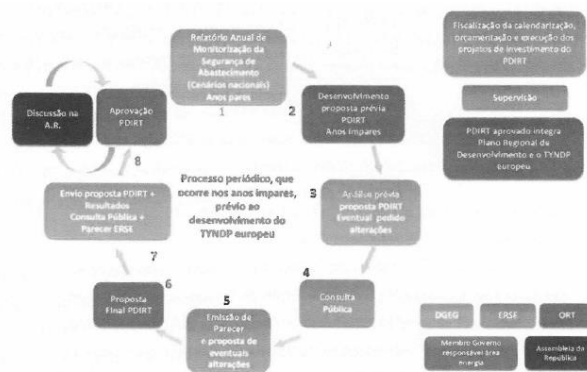 Relatório Anual de
Monitorização da
Segurança de
Abastecimento
(Cenários nacionais)
Anos pares
1
2
Desenvolvimento
proposta prévia
PDIRT
Anos Impares
3
Análise prévia
proposta PDIRT
Eventual pedido
alterações
4
Consulta
Pública
5
Emissão de
Parecer
e proposta de
eventuais
alterações
6
Proposta
Final PDIRT
7
Envio proposta PDIRT +
Resultados
Consulta Pública +
Parecer ERSE
8
Aprovação
PDIRT
Discussão na
A.R.
Processo periódico, que
ocorre nos anos impares,
prévio ao
desenvolvimento do
TYNDP europeu
Fiscalização da calendarização,
orçamentação e execução dos
projetos de investimento do
PDIRT
Supervisão
PDIRT aprovado integra
Plano Regional de
Desenvolvimento e o TYNDP
europeu
DGEG
ERSE
ORT
Membro Governo
responsável área
energia
Assembleia da
República